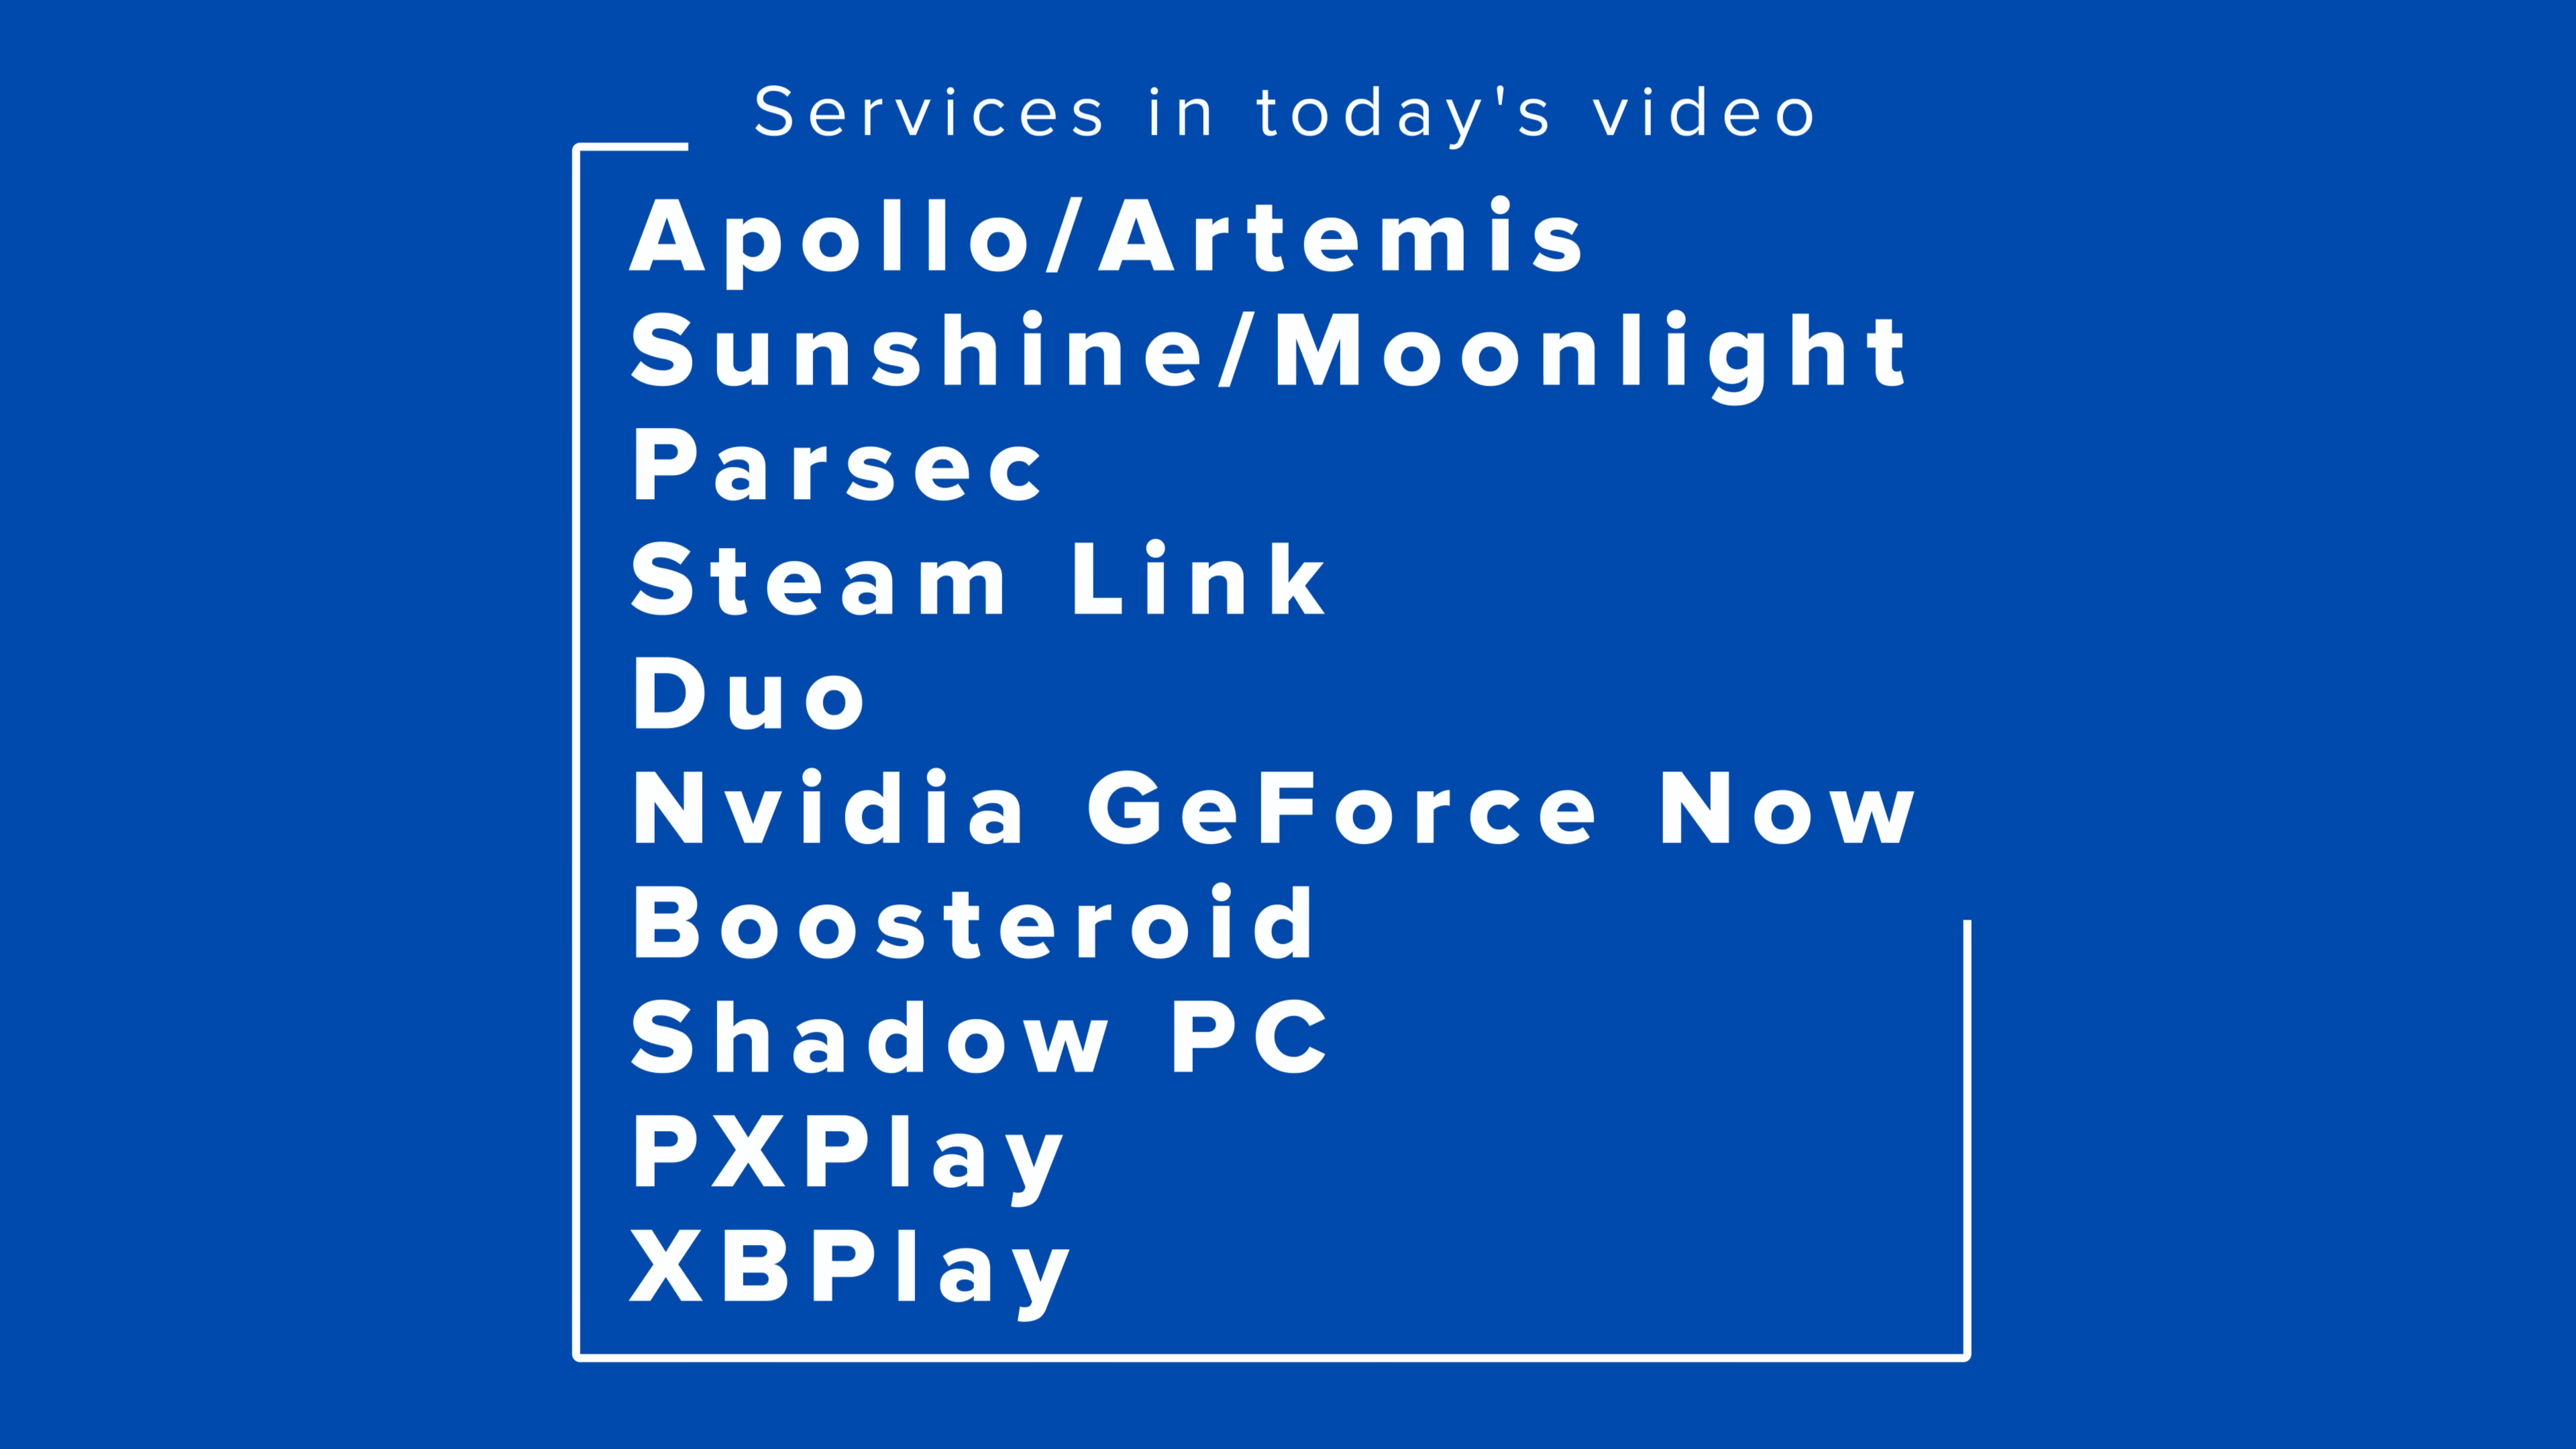 Services in today's video
Apollo/Artemis
Sunshine/Moonlight
Parsec
Steam Link
Duo
Nvidia GeForce Now
Boosteroid
Shadow PC
PXPlay
XBPlay